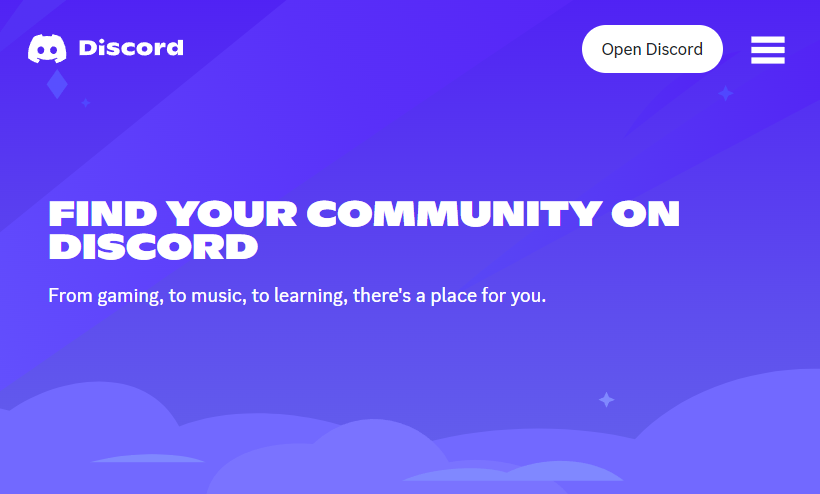 Discord
Open Discord
FIND YOUR COMMUNITY ON
DISCORD
From gaming, to music, to learning, there's a place for you.